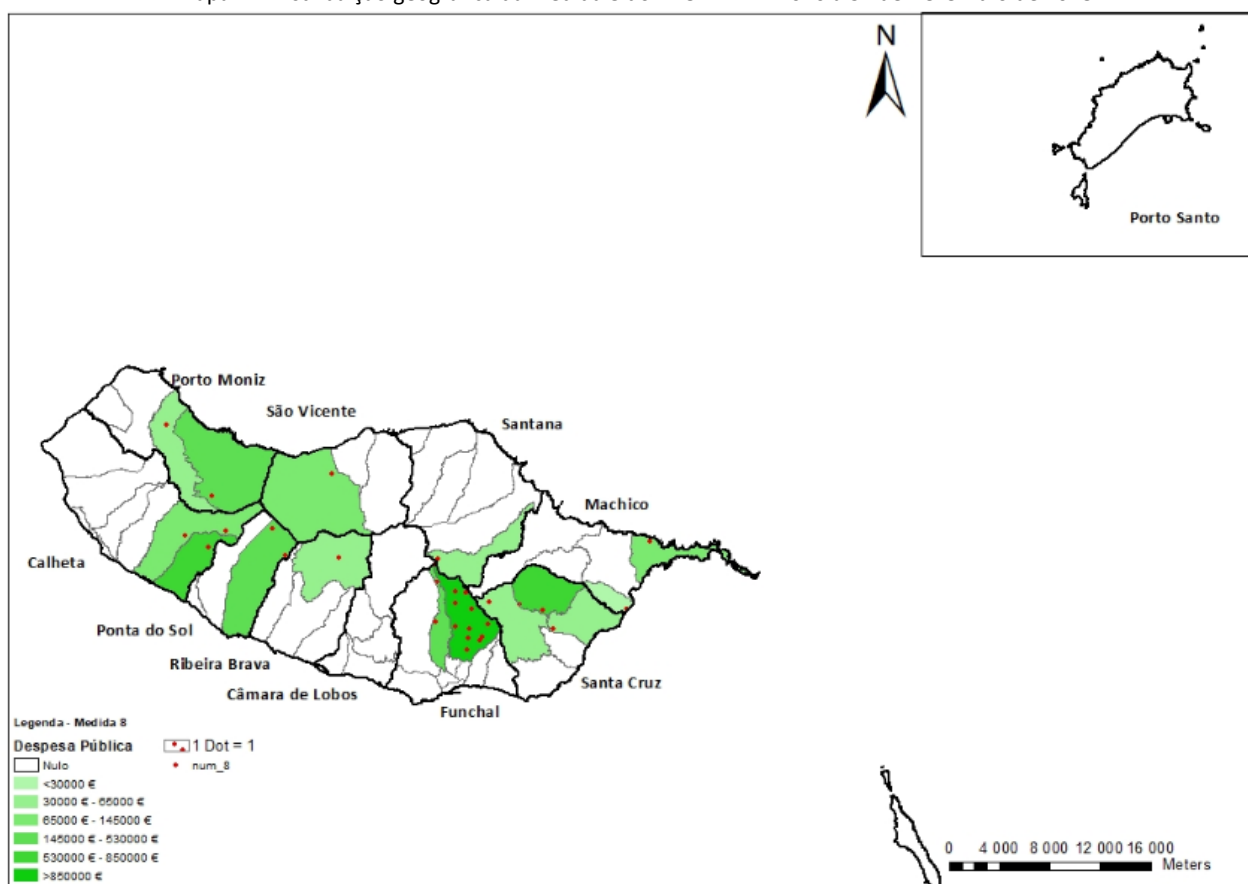 N
Porto Santo
Porto Moniz
São Vicente
Santana
Machico
Calheta
Ponta do Sol
Ribeira Brava
Câmara de Lobos
Funchal
Santa Cruz
Legenda - Medida 8
Despesa Pública
Nulo
<30000 €
30000 € - 65000 €
65000 € - 145000 €
145000 € - 530000 €
530000 € - 850000 €
>850000 €
1 Dot = 1
num_8
0 4 000 8 000 12 000 16 000
Meters